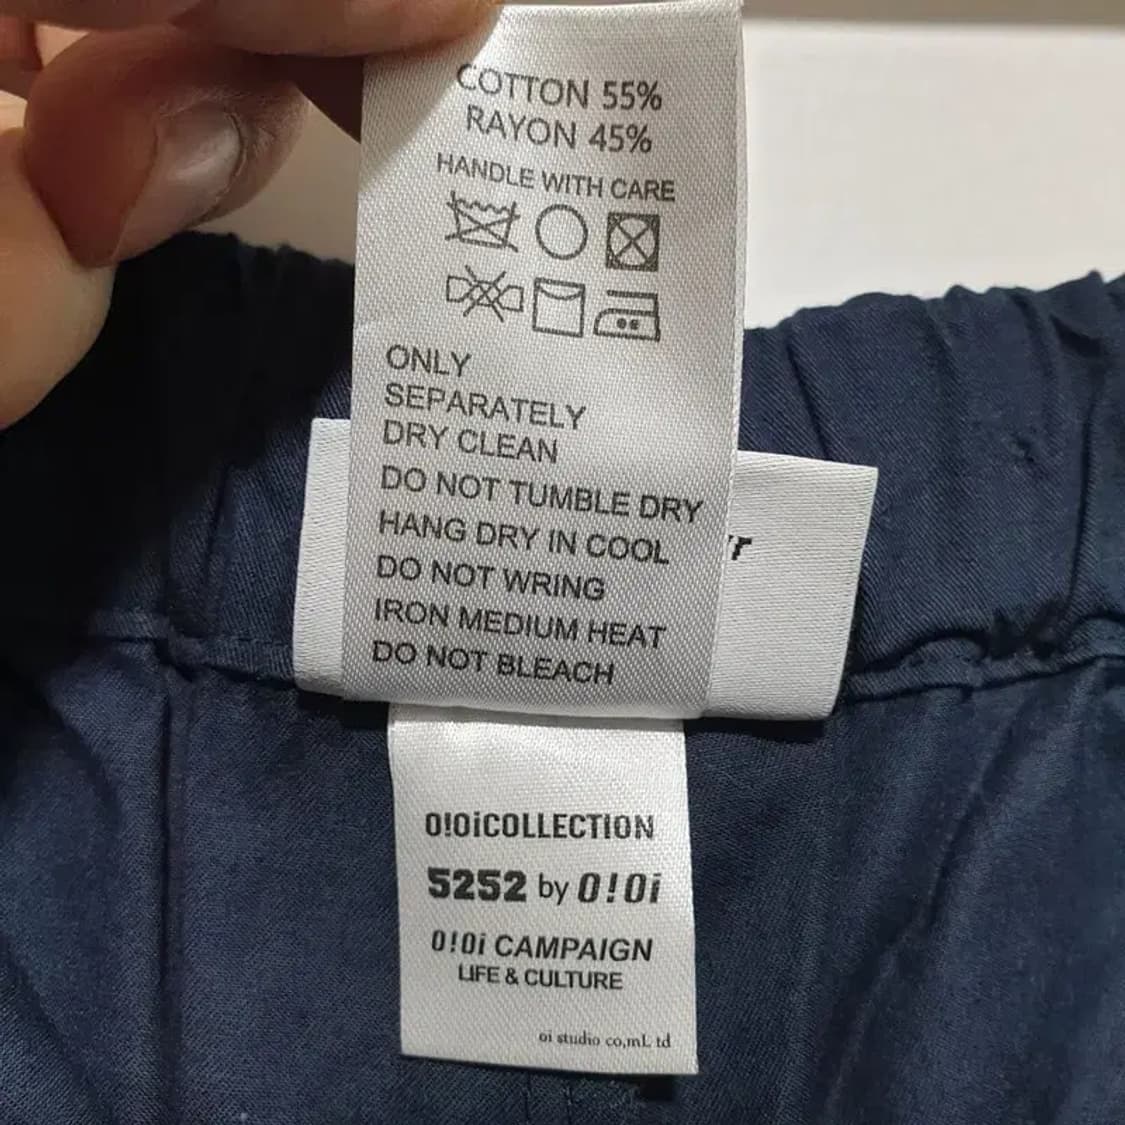 COTTON 55%
RAYON 45%
HANDLE WITH CARE
ONLY
SEPARATELY
DRY CLEAN
DO NOT TUMBLE DRY
HANG DRY IN COOL
DO NOT WRING
IRON MEDIUM HEAT
DO NOT BLEACH
O!OiCOLLECTION
5252 by O!Oi
O!Oi CAMPAIGN
LIFE & CULTURE
oi studio co,mL td